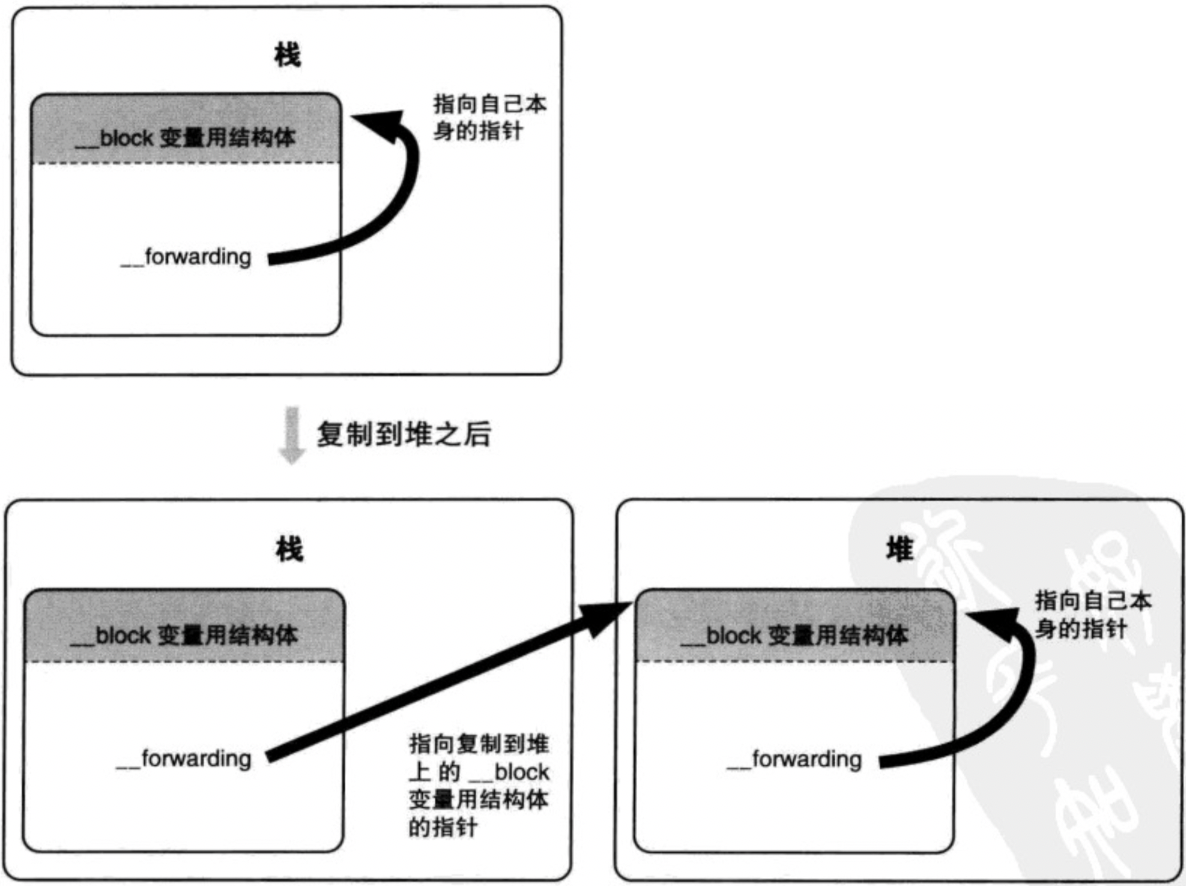 栈
__block 变量用结构体
指向自己本
身的指针
__forwarding
复制到堆之后
栈
__block 变量用结构体
__forwarding
指向复制到堆
上 的 __block
变量用结构体
的指针
堆
__block 变量用结构体
指向自己本
身的指针
__forwarding